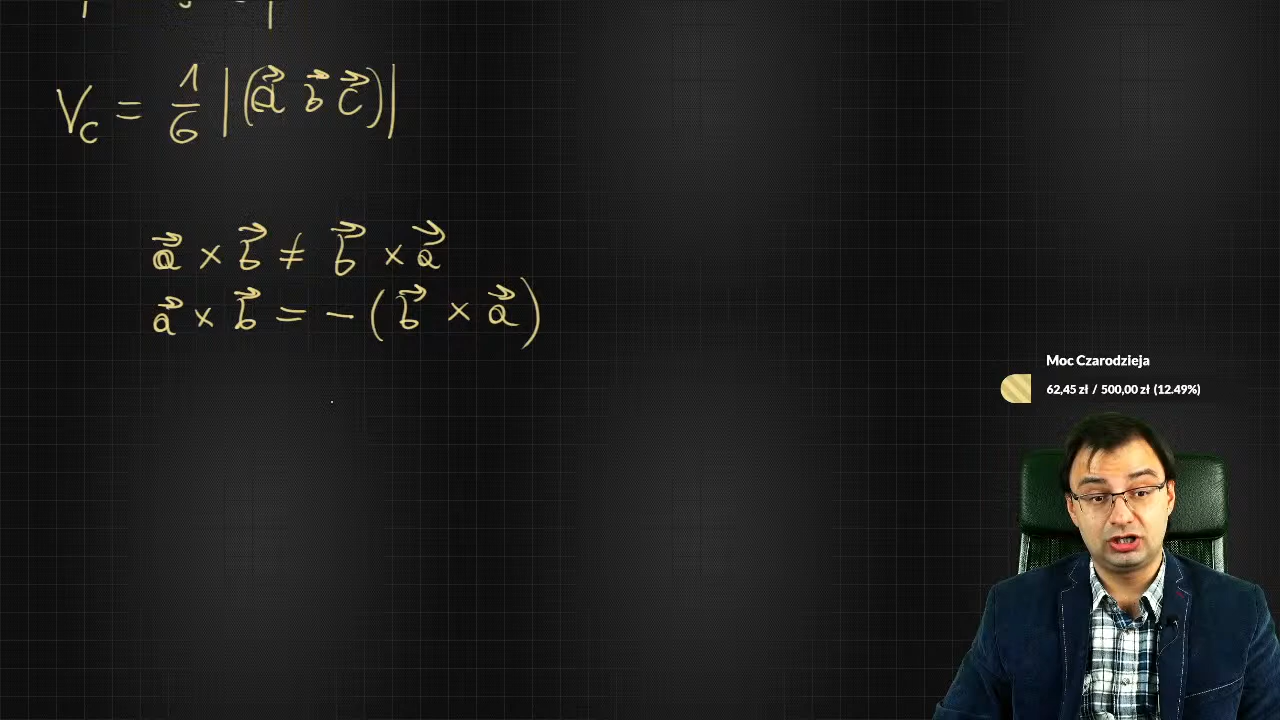 V_c = 1/6 |(a⃗ b⃗ c⃗)|
a⃗ × b⃗ ≠ b⃗ × a⃗
a⃗ × b⃗ = - (b⃗ × a⃗)
Moc Czarodzieja
62,45 zł / 500,00 zł (12.49%)